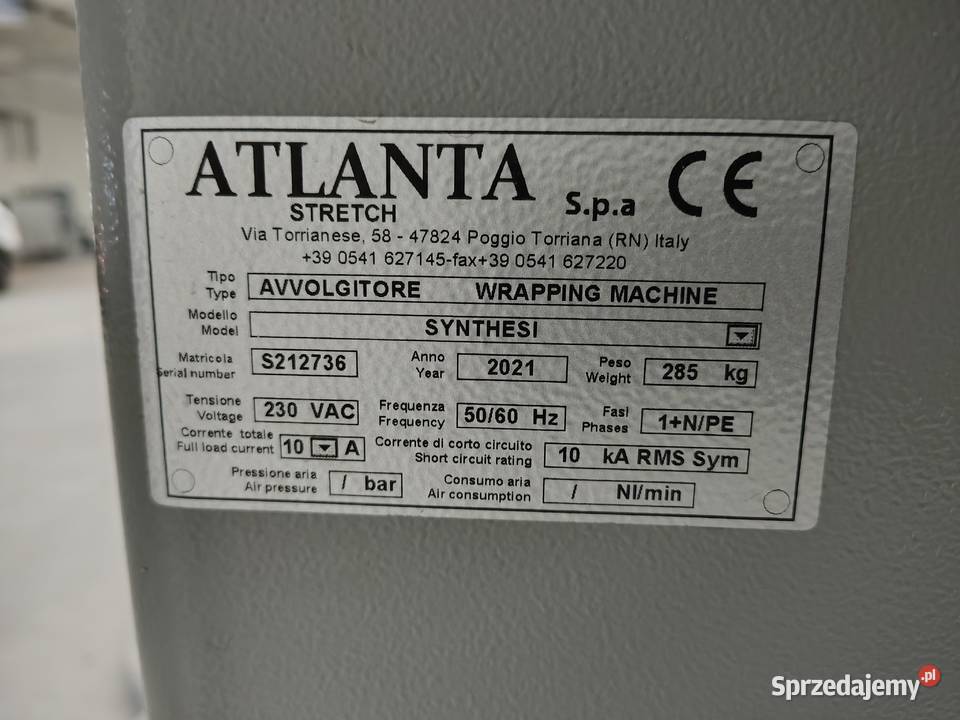 ATLANTA
STRETCH
S.p.a CE
Via Torrianese, 58 - 47824 Poggio Torriana (RN) Italy
+39 0541 627145-fax+39 0541 627220
Tipo
Type
AVVOLGITORE WRAPPING MACHINE
Modello
Model
SYNTHESI
Matricola
Serial number
S212736
Anno
Year
2021
Peso
Weight
285 kg
Tensione
Voltage
230 VAC
Frequenza
Frequency
50/60 Hz
Fasi
Phases
1+N/PE
Corrente totale
Full load current
10 A
Corrente di corto circuito
Short circuit rating
10 kA RMS Sym
Pressione aria
Air pressure
/ bar
Consumo aria
Air consumption
/ Nl/min
Sprzedajemy.pl